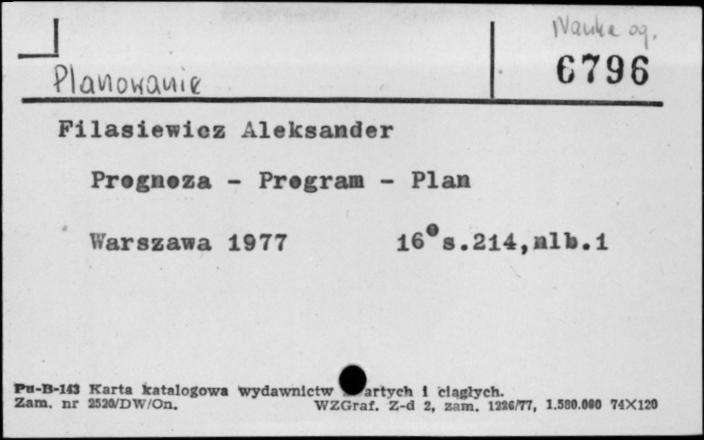 Nauka og.
6796
Planowanie
Filasiewicz Aleksander
Prognoza - Program - Plan
Warszawa 1977 16° s.214,nlb.1
Pu-B-143 Karta katalogowa wydawnictw artych i ciągłych.
Zam. nr 2520/DW/On. WZGraf. Z-d 2, zam. 1226/77, 1.580.000 74X120